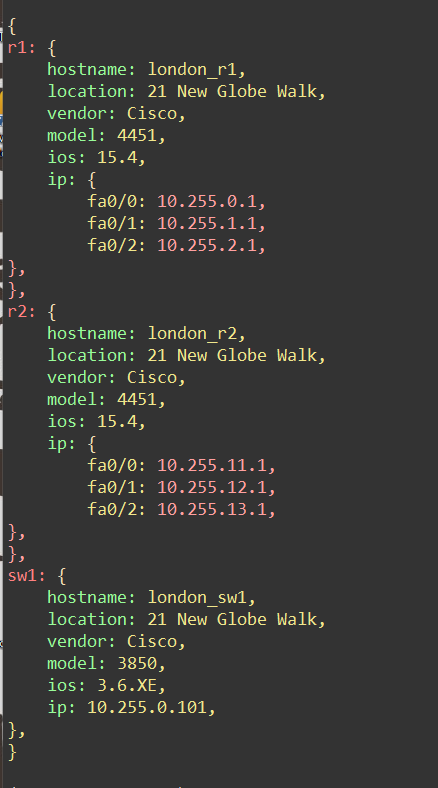 {
r1: {
    hostname: london_r1,
    location: 21 New Globe Walk,
    vendor: Cisco,
    model: 4451,
    ios: 15.4,
    ip: {
        fa0/0: 10.255.0.1,
        fa0/1: 10.255.1.1,
        fa0/2: 10.255.2.1,
},
},
r2: {
    hostname: london_r2,
    location: 21 New Globe Walk,
    vendor: Cisco,
    model: 4451,
    ios: 15.4,
    ip: {
        fa0/0: 10.255.11.1,
        fa0/1: 10.255.12.1,
        fa0/2: 10.255.13.1,
},
},
sw1: {
    hostname: london_sw1,
    location: 21 New Globe Walk,
    vendor: Cisco,
    model: 3850,
    ios: 3.6.XE,
    ip: 10.255.0.101,
},
}